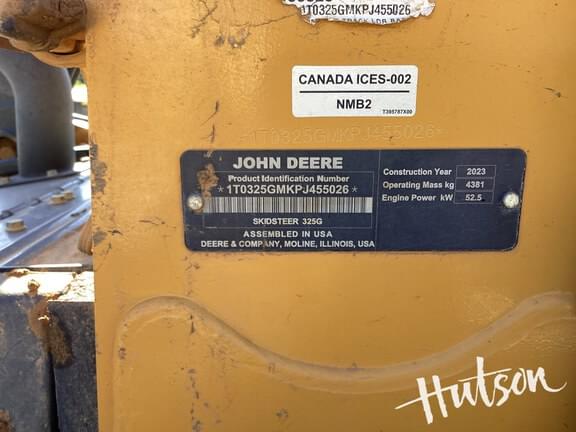 1T0325GMKPJ455026
CANADA ICES-002
NMB2
T395787X00
*1T0325GMKPJ455026*
JOHN DEERE
Product Identification Number
*1T0325GMKPJ455026*
SKIDSTEER 325G
ASSEMBLED IN USA
DEERE & COMPANY, MOLINE, ILLINOIS, USA
Construction Year 2023
Operating Mass kg 4381
Engine Power kW 52.5
Hutson